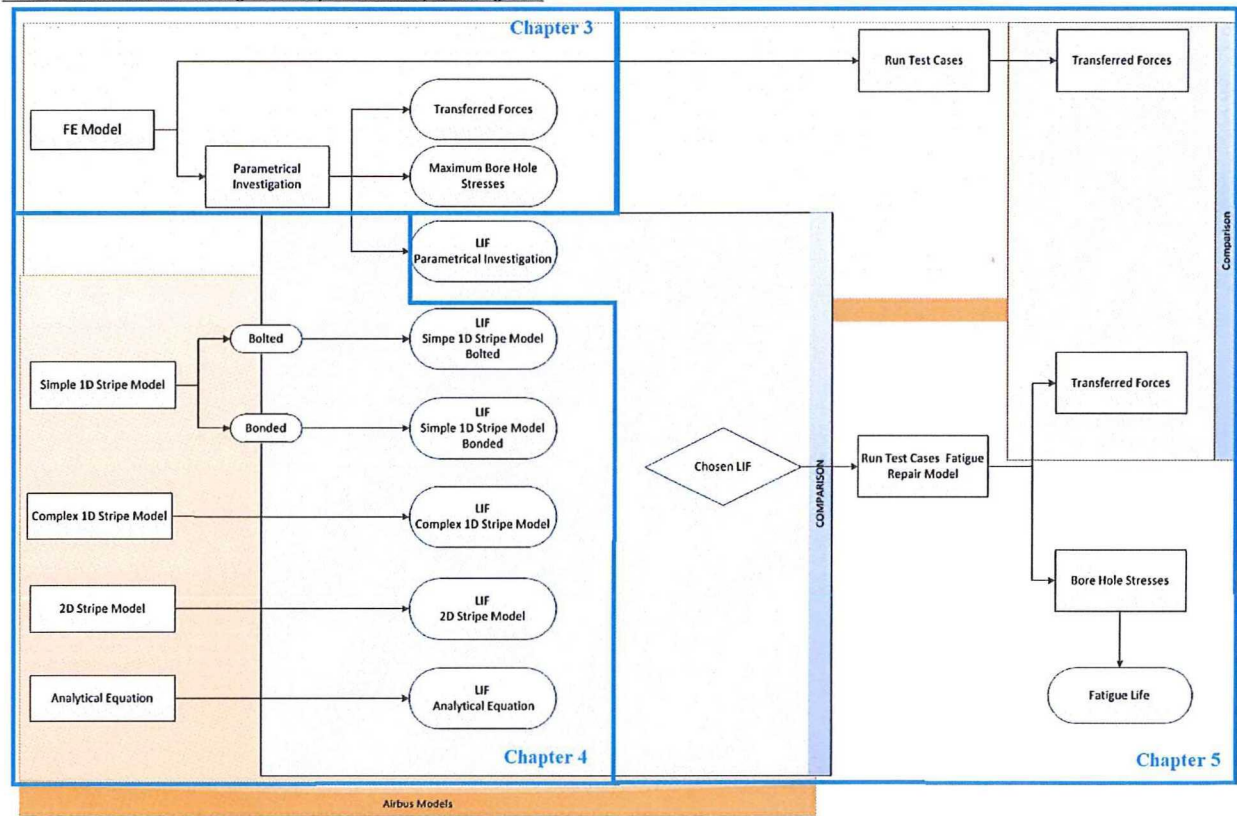 Chapter 3
FE Model
Parametrical
Investigation
Transferred Forces
Maximum Bore Hole
Stresses
LIF
Parametrical Investigation
Run Test Cases
Transferred Forces
Comparison
Simple 1D Stripe Model
Bolted
Bonded
LIF
Simpe 1D Stripe Model
Bolted
LIF
Simple 1D Stripe Model
Bonded
Complex 1D Stripe Model
LIF
Complex 1D Stripe Model
2D Stripe Model
LIF
2D Stripe Model
Analytical Equation
LIF
Analytical Equation
Chapter 4
Chosen LIF
COMPARISON
Run Test Cases Fatigue
Repair Model
Transferred Forces
Bore Hole Stresses
Fatigue Life
Chapter 5
Airbus Models